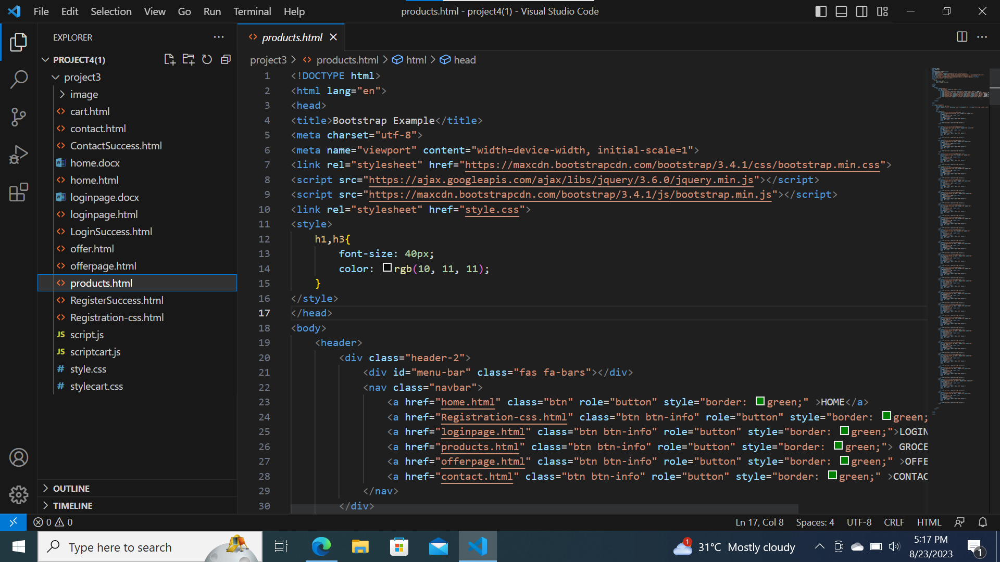 File Edit Selection View Go Run Terminal Help
products.html - project4(1) - Visual Studio Code
EXPLORER
PROJECT4(1)
project3
image
cart.html
contact.html
ContactSuccess.html
home.docx
home.html
loginpage.docx
loginpage.html
LoginSuccess.html
offer.html
offerpage.html
products.html
RegisterSuccess.html
Registration-css.html
JS script.js
JS scriptcart.js
# style.css
# stylecart.css
OUTLINE
TIMELINE
products.html
project3 > products.html > html > head
1 <!DOCTYPE html>
2 <html lang="en">
3 <head>
4 <title>Bootstrap Example</title>
5 <meta charset="utf-8">
6 <meta name="viewport" content="width=device-width, initial-scale=1">
7 <link rel="stylesheet" href="https://maxcdn.bootstrapcdn.com/bootstrap/3.4.1/css/bootstrap.min.css">
8 <script src="https://ajax.googleapis.com/ajax/libs/jquery/3.6.0/jquery.min.js"></script>
9 <script src="https://maxcdn.bootstrapcdn.com/bootstrap/3.4.1/js/bootstrap.min.js"></script>
10 <link rel="stylesheet" href="style.css">
11 <style>
12 h1,h3{
13 font-size: 40px;
14 color: rgb(10, 11, 11);
15 }
16 </style>
17 </head>
18 <body>
19 <header>
20 <div class="header-2">
21 <div id="menu-bar" class="fas fa-bars"></div>
22 <nav class="navbar">
23 <a href="home.html" class="btn" role="button" style="border: green;" >HOME</a>
24 <a href="Registration-css.html" class="btn btn-info" role="button" style="border: green;
25 <a href="loginpage.html" class="btn btn-info" role="button" style="border: green;">LOGIN
26 <a href="products.html" class="btn btn-info" role="button" style="border: green;"> GROCE
27 <a href="offerpage.html" class="btn btn-info" role="button" style="border: green;" >OFFE
28 <a href="contact.html" class="btn btn-info" role="button" style="border: green;" >CONTAC
29 </nav>
30 </div>
0 0
Ln 17, Col 8 Spaces: 4 UTF-8 CRLF HTML
Type here to search
1 31°C Mostly cloudy
5:17 PM
8/23/2023
1